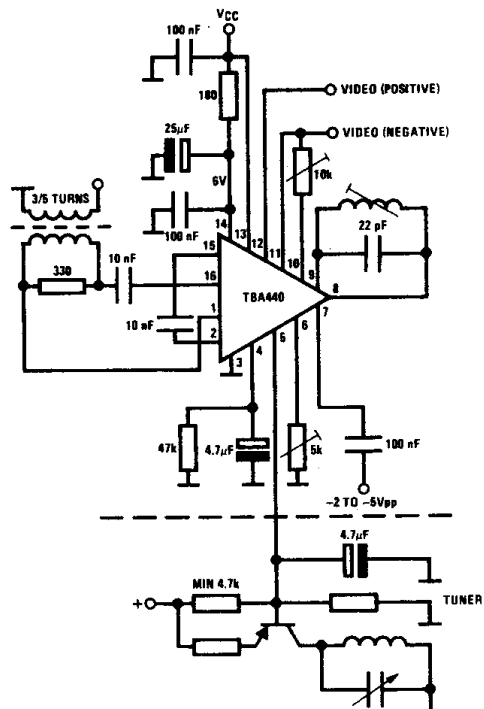 VCC
100 nF
180
VIDEO (POSITIVE)
VIDEO (NEGATIVE)
25µF
10k
6V
3/5 TURNS
100 nF
14
13
12
11
10
9
22 pF
15
10 nF
16
TBA440
8
1
7
10 nF
2
6
5
3
4
47k
4.7µF
5k
100 nF
-2 TO -5Vpp
4.7µF
MIN 4.7k
TUNER
+